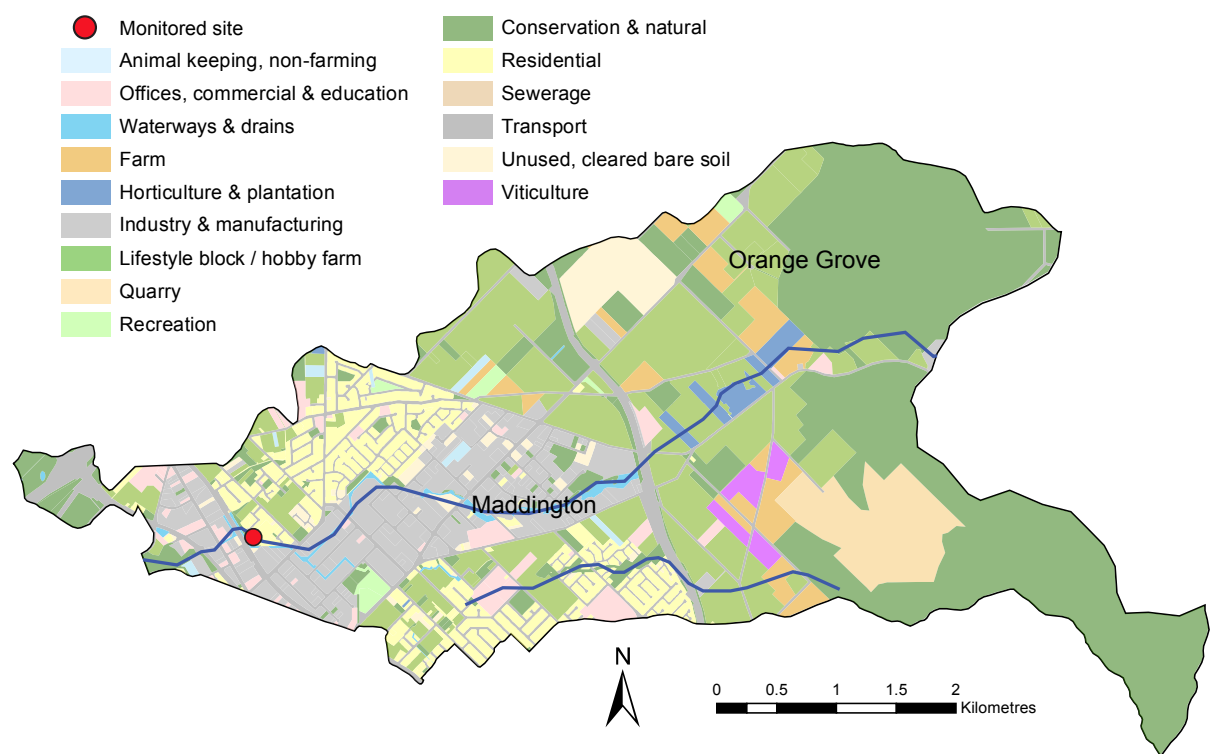 Monitored site
Animal keeping, non-farming
Offices, commercial & education
Waterways & drains
Farm
Horticulture & plantation
Industry & manufacturing
Lifestyle block / hobby farm
Quarry
Recreation
Conservation & natural
Residential
Sewerage
Transport
Unused, cleared bare soil
Viticulture
Orange Grove
Maddington
N
0 0.5 1 1.5 2
Kilometres